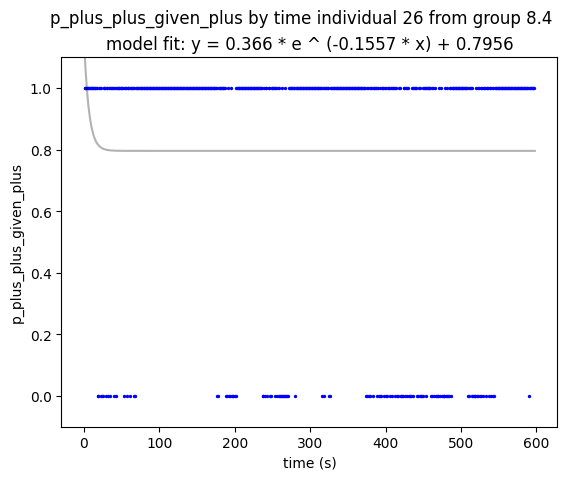 p_plus_plus_given_plus by time individual 26 from group 8.4
model fit: y = 0.366 * e ^ (-0.1557 * x) + 0.7956
p_plus_plus_given_plus
1.0
0.8
0.6
0.4
0.2
0.0
0 100 200 300 400 500 600
time (s)